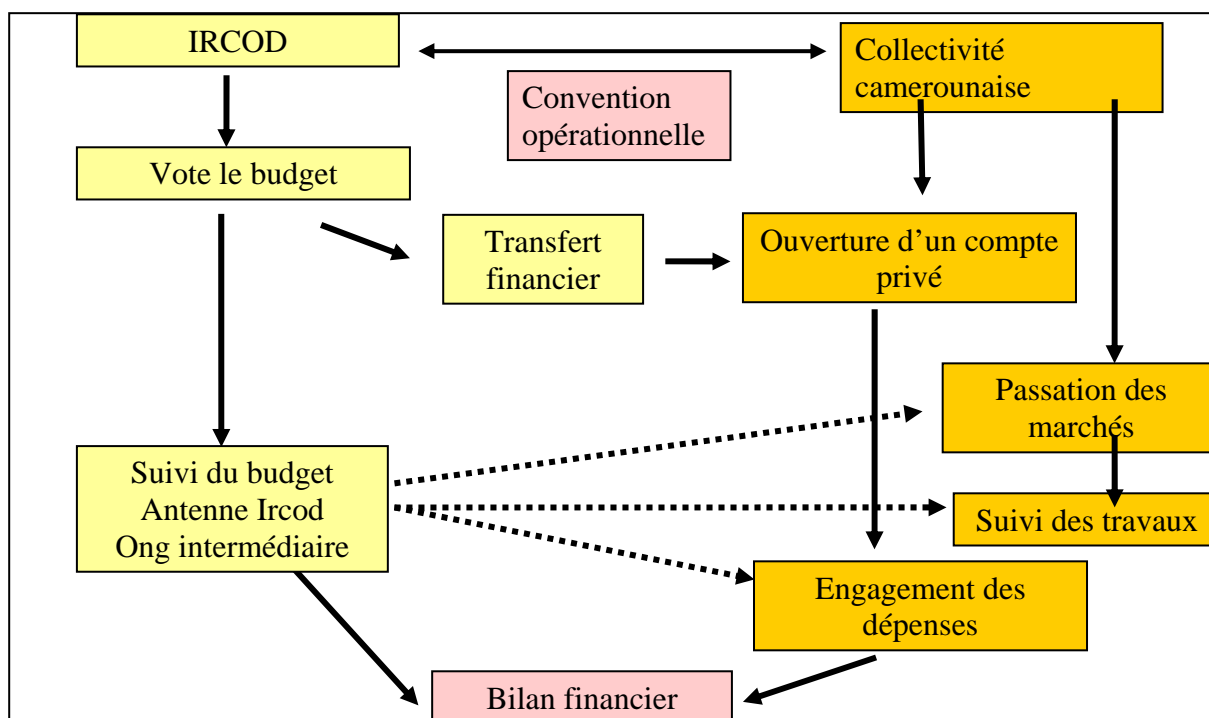 IRCOD
Collectivité
camerounaise
Convention
opérationnelle
Vote le budget
Transfert
financier
Ouverture d’un compte
privé
Passation des
marchés
Suivi du budget
Antenne Ircod
Ong intermédiaire
Suivi des travaux
Engagement des
dépenses
Bilan financier